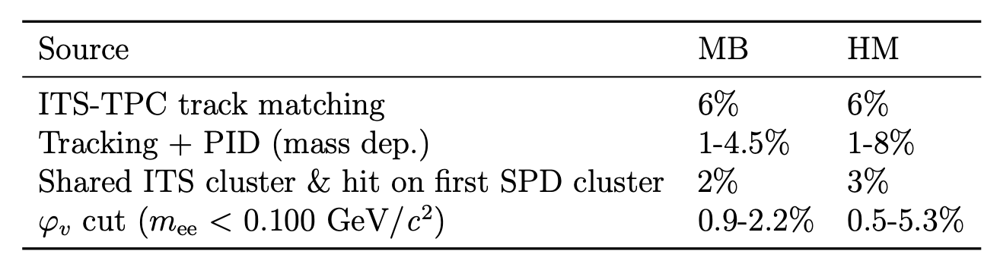 Source MB HM
ITS-TPC track matching 6% 6%
Tracking + PID (mass dep.) 1-4.5% 1-8%
Shared ITS cluster & hit on first SPD cluster 2% 3%
φᵥ cut (mₑₑ < 0.100 GeV/c²) 0.9-2.2% 0.5-5.3%